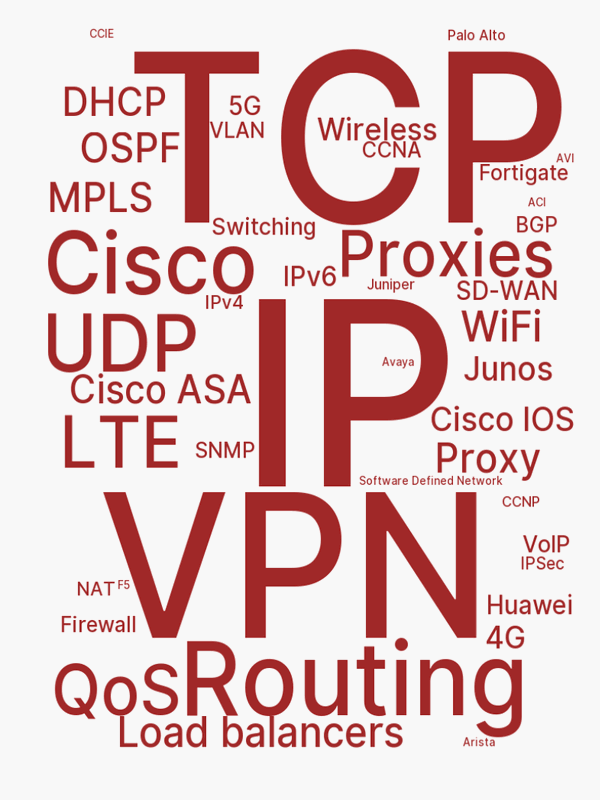 CCIE
Palo Alto
TCP
DHCP
5G
VLAN
Wireless
CCNA
OSPF
AVI
Fortigate
MPLS
ACI
BGP
Switching
Cisco
Proxies
IPv6
Juniper
SD-WAN
IPv4
IP
UDP
WiFi
Avaya
Junos
Cisco ASA
Cisco IOS
LTE
SNMP
Proxy
Software Defined Network
VPN
CCNP
VoIP
IPSec
NAT
F5
Huawei
Firewall
4G
QoS
Routing
Load balancers
Arista